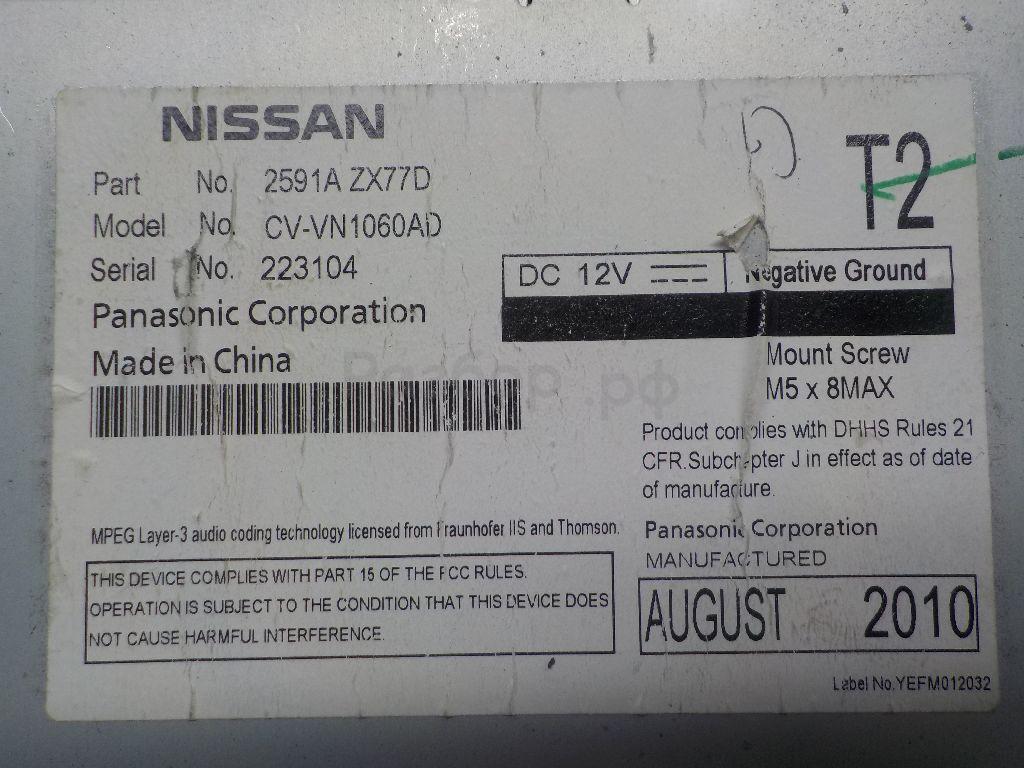 NISSAN
T2
Part No. 2591A ZX77D
Model No. CV-VN1060AD
Serial No. 223104
DC 12V
Negative Ground
Panasonic Corporation
Made in China
Разбор.рф
Mount Screw
M5 x 8MAX
Product complies with DHHS Rules 21
CFR.Subchapter J in effect as of date
of manufacture.
MPEG Layer-3 audio coding technology licensed from Fraunhofer IIS and Thomson.
THIS DEVICE COMPLIES WITH PART 15 OF THE FCC RULES.
OPERATION IS SUBJECT TO THE CONDITION THAT THIS DEVICE DOES
NOT CAUSE HARMFUL INTERFERENCE.
Panasonic Corporation
MANUFACTURED
AUGUST 2010
Label No.YEFM012032